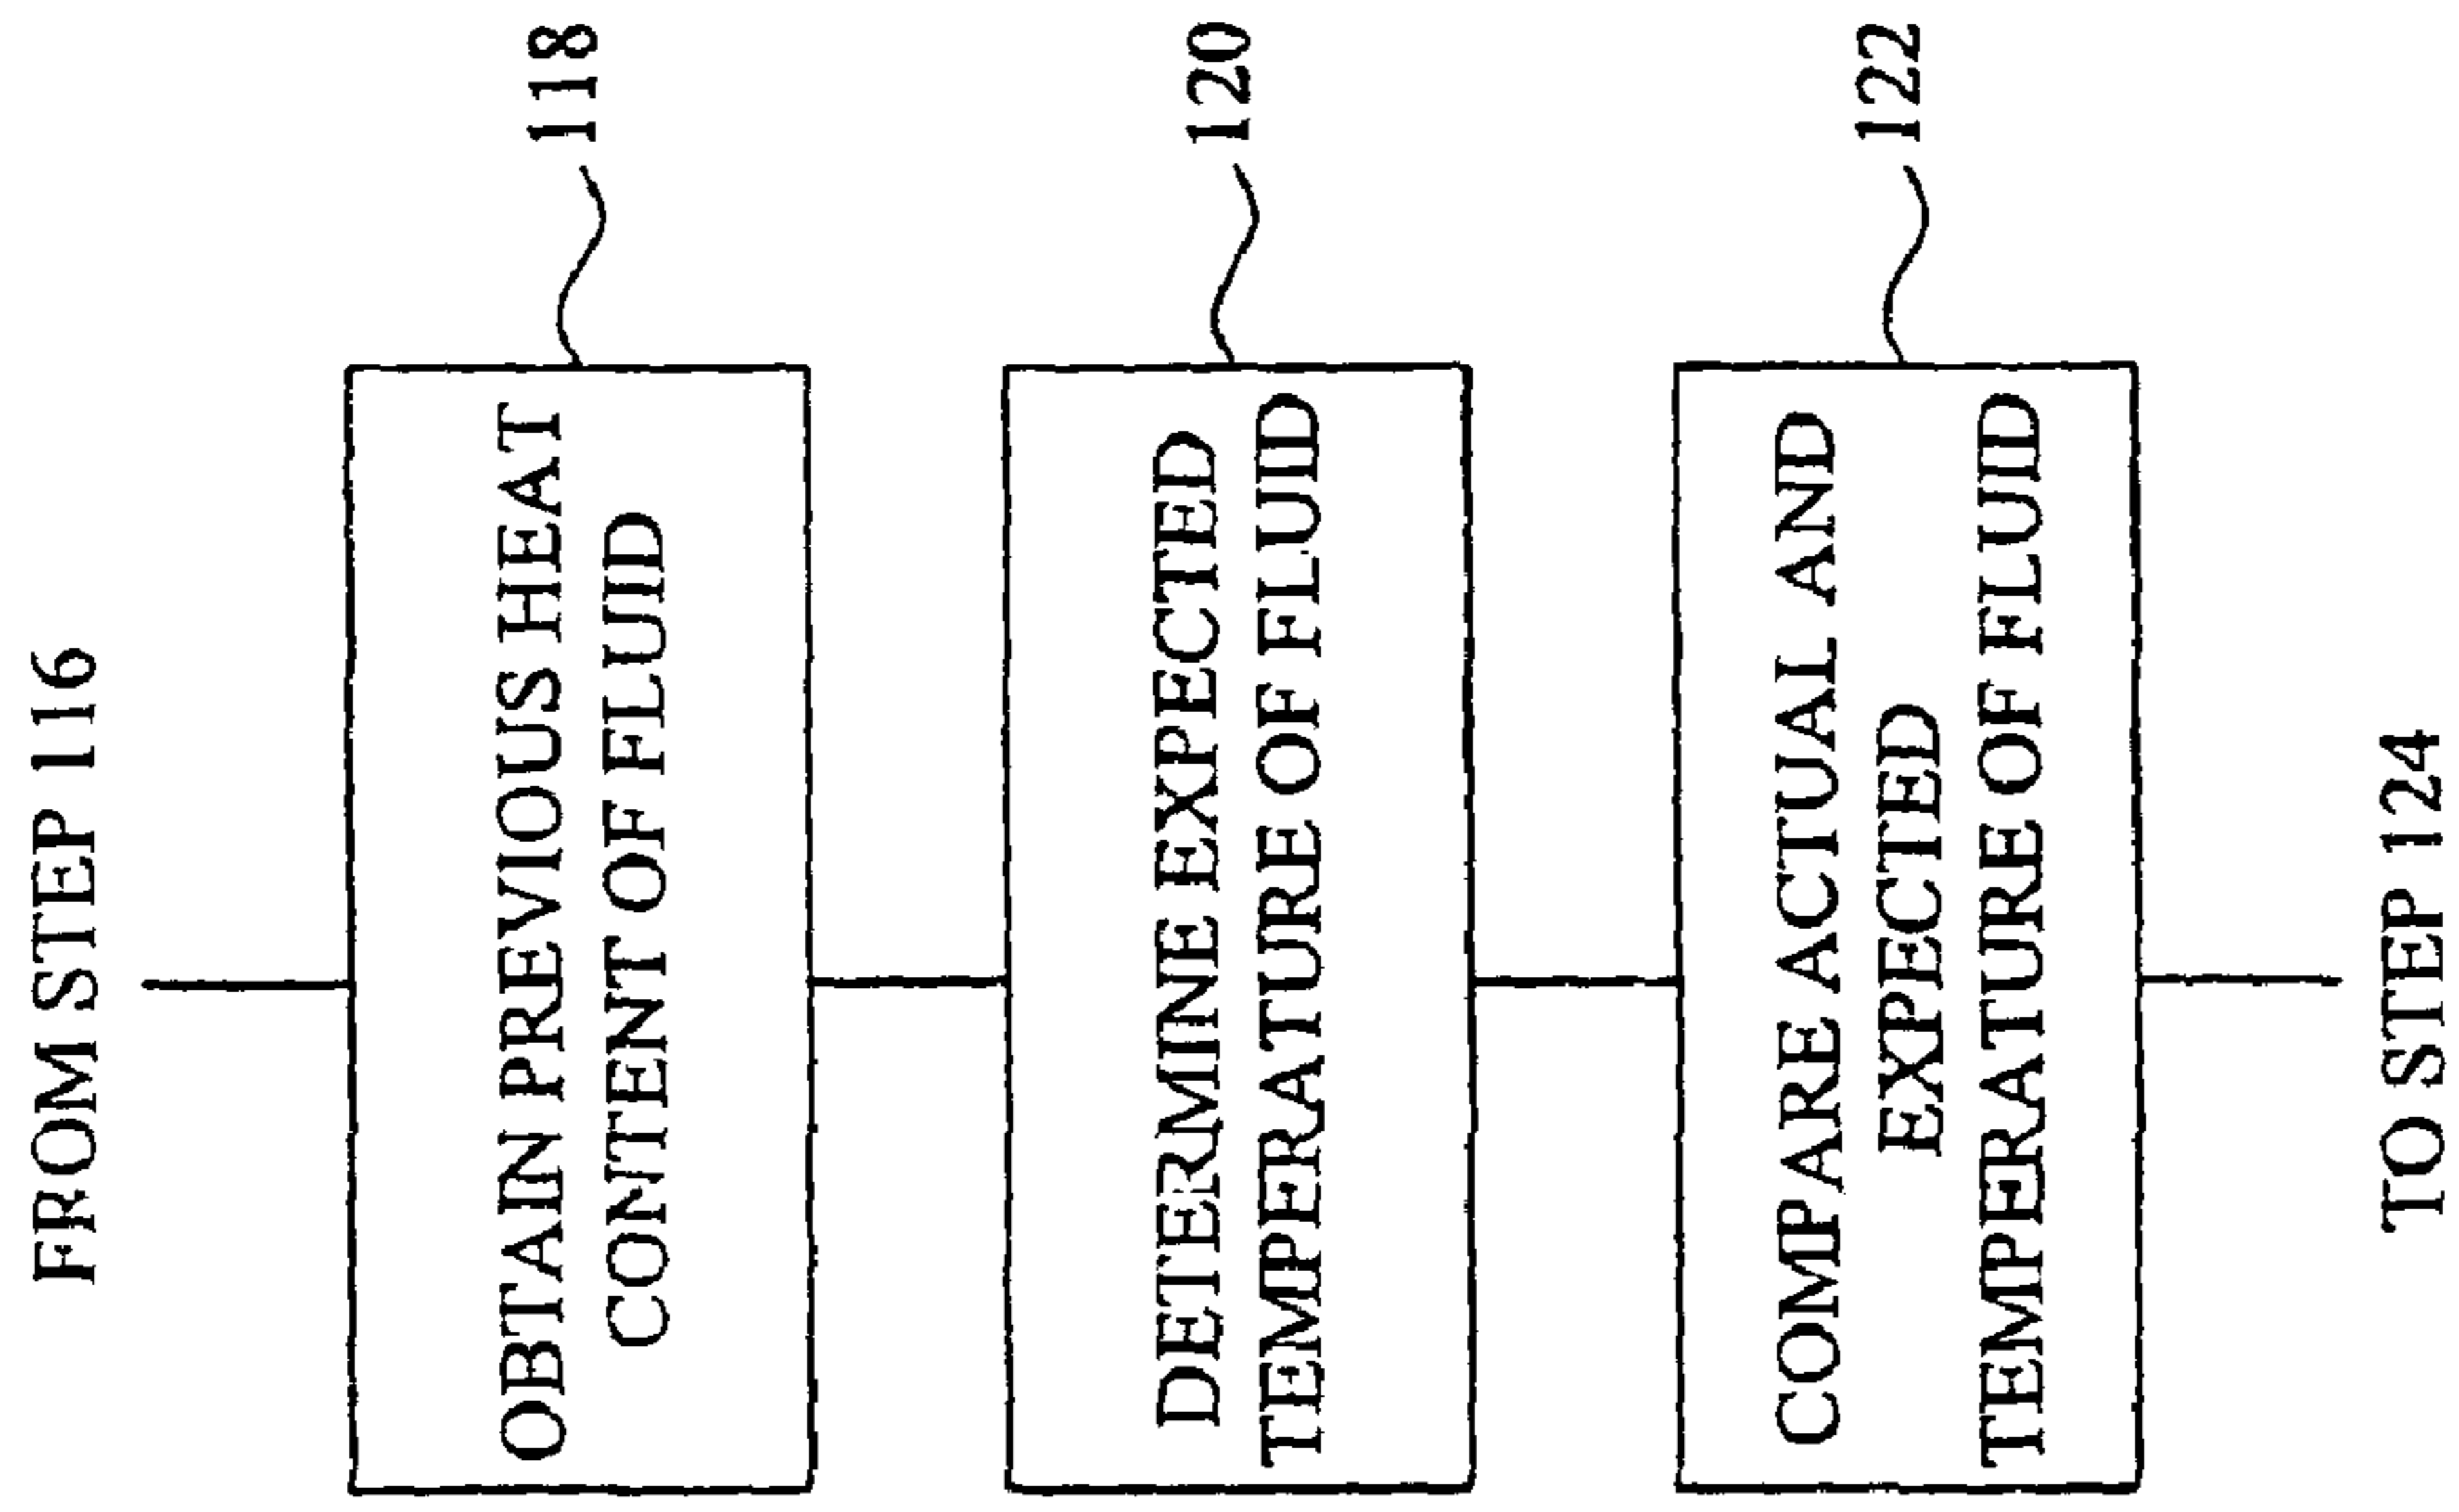 FROM STEP 116
OBTAIN PREVIOUS HEAT
CONTENT OF FLUID
118
DETERMINE EXPECTED
TEMPERATURE OF FLUID
120
COMPARE ACTUAL AND
EXPECTED
TEMPERATURE OF FLUID
122
TO STEP 124